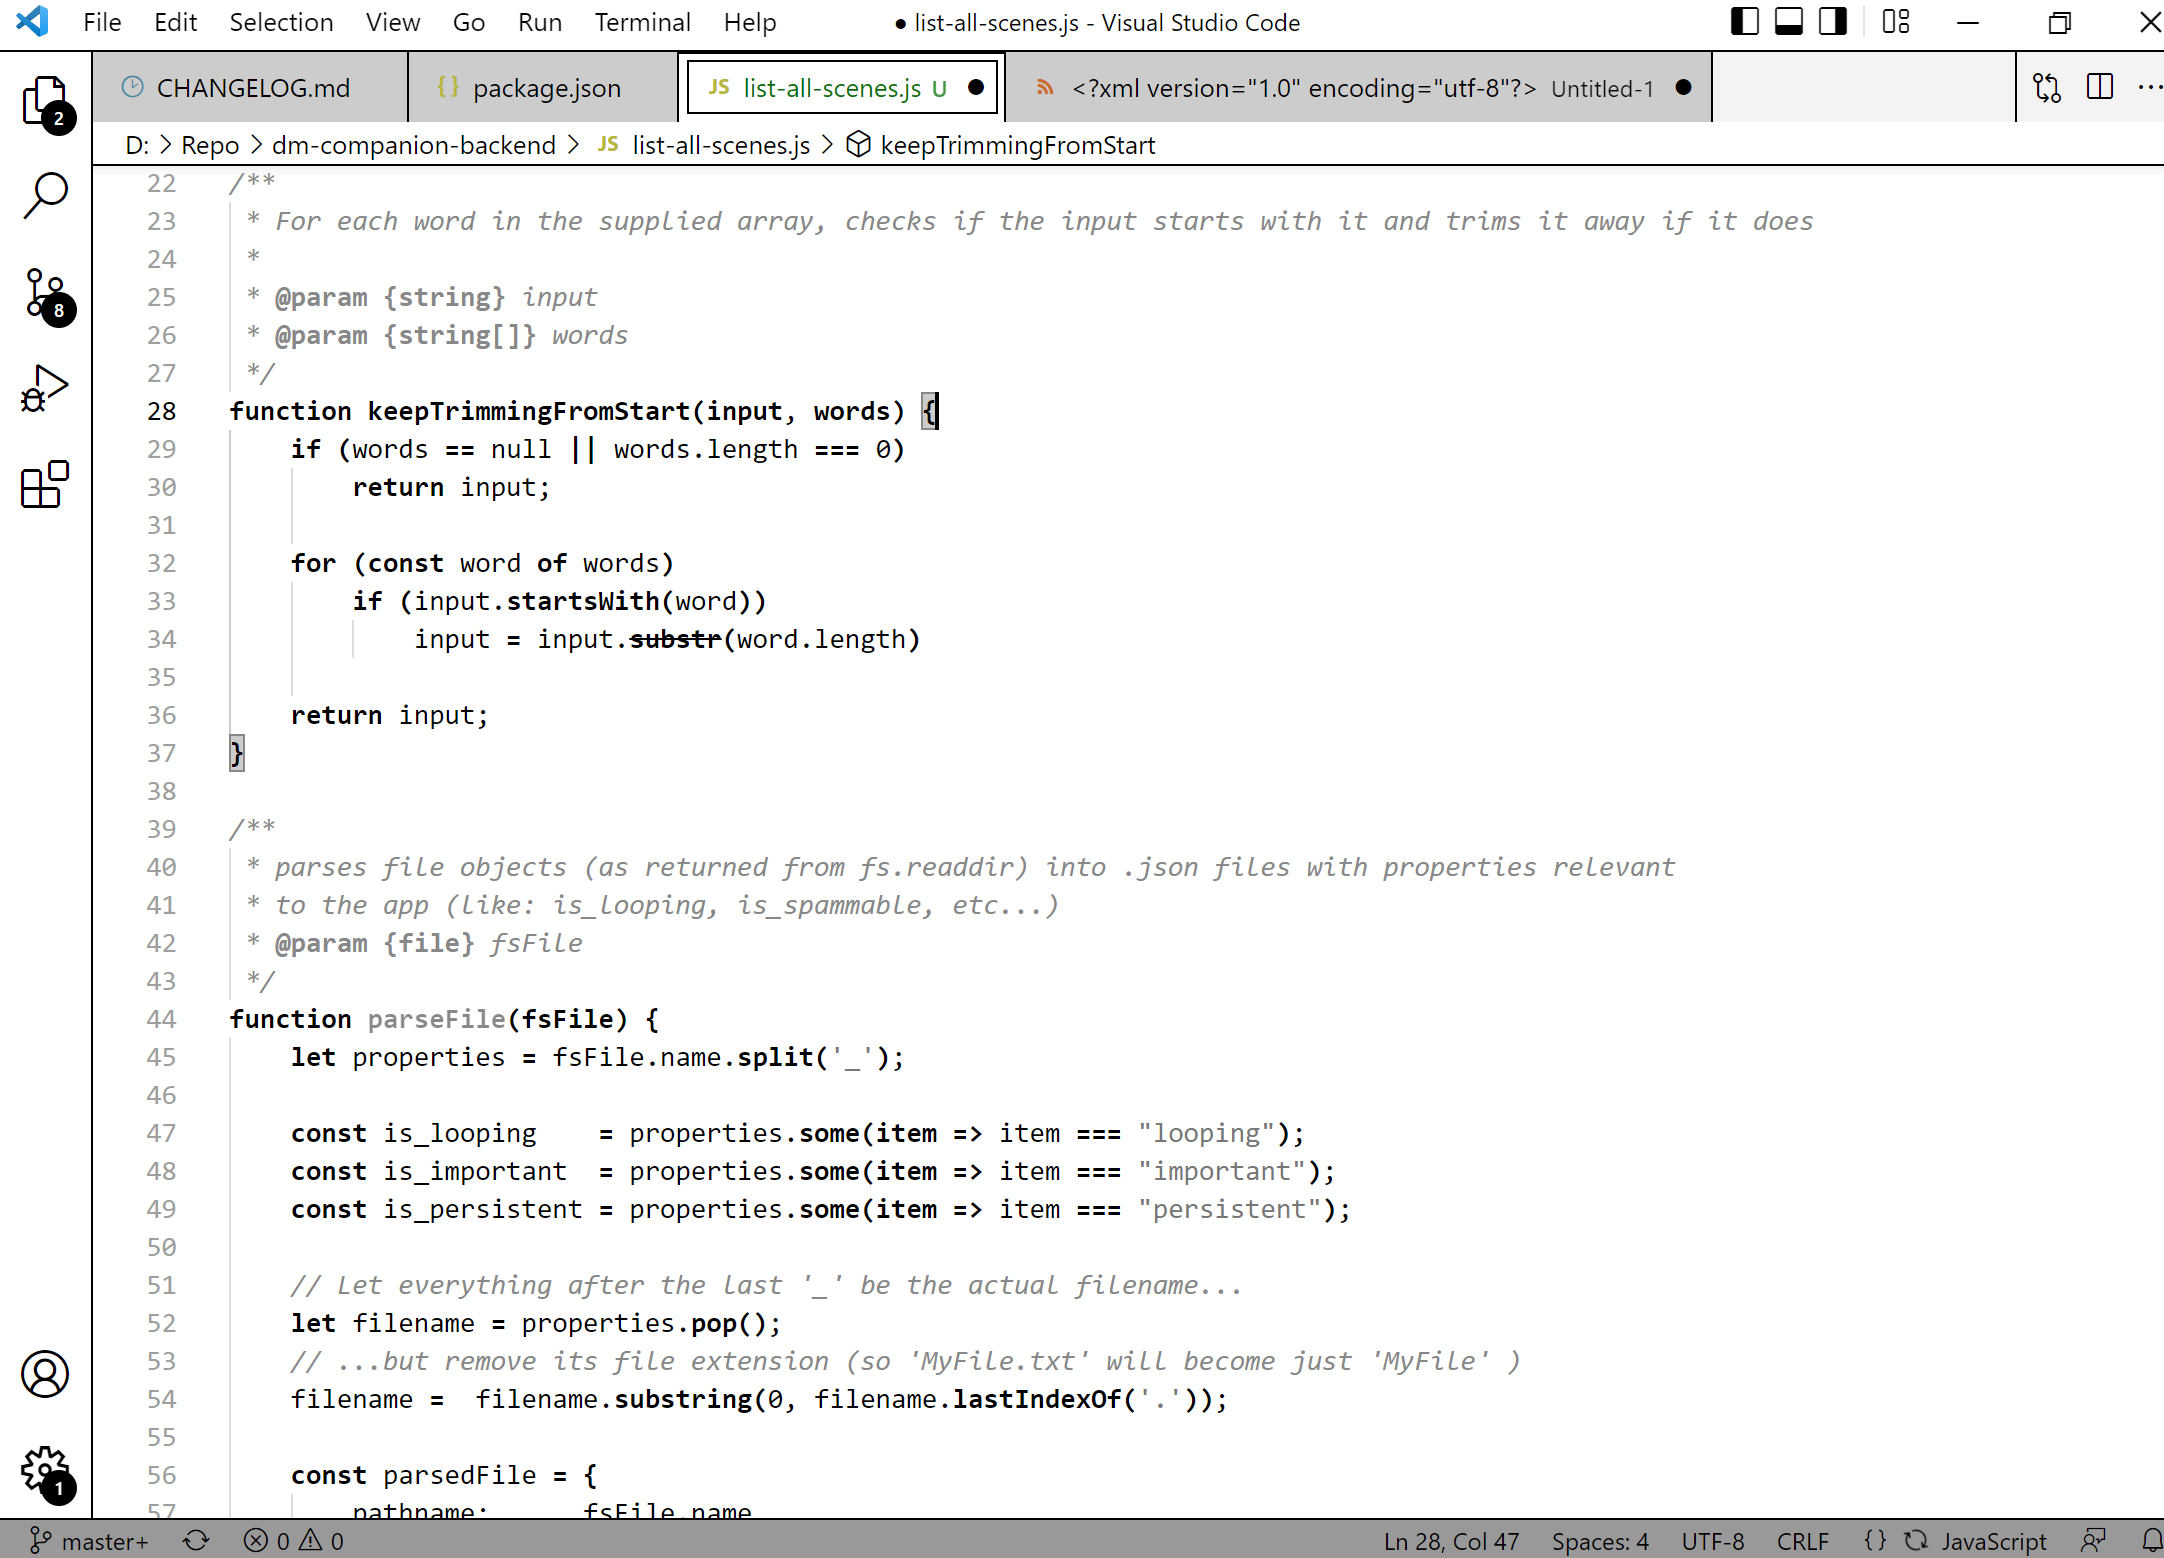 File Edit Selection View Go Run Terminal Help ● list-all-scenes.js - Visual Studio Code
CHANGELOG.md {} package.json JS list-all-scenes.js U ● <?xml version="1.0" encoding="utf-8"?> Untitled-1 ●
D: > Repo > dm-companion-backend > JS list-all-scenes.js > keepTrimmingFromStart
2
8
22 /**
23 * For each word in the supplied array, checks if the input starts with it and trims it away if it does
24 *
25 * @param {string} input
26 * @param {string[]} words
27 */
28 function keepTrimmingFromStart(input, words) {
29 if (words == null || words.length === 0)
30 return input;
31
32 for (const word of words)
33 if (input.startsWith(word))
34 input = input.substr(word.length)
35
36 return input;
37 }
38
39 /**
40 * parses file objects (as returned from fs.readdir) into .json files with properties relevant
41 * to the app (like: is_looping, is_spammable, etc...)
42 * @param {file} fsFile
43 */
44 function parseFile(fsFile) {
45 let properties = fsFile.name.split('_');
46
47 const is_looping    = properties.some(item => item === "looping");
48 const is_important  = properties.some(item => item === "important");
49 const is_persistent = properties.some(item => item === "persistent");
50
51 // Let everything after the last '_' be the actual filename...
52 let filename = properties.pop();
53 // ...but remove its file extension (so 'MyFile.txt' will become just 'MyFile' )
54 filename =  filename.substring(0, filename.lastIndexOf('.'));
55
56 const parsedFile = {
57 pathname:      fsFile.name
1
master+ 0 0 Ln 28, Col 47 Spaces: 4 UTF-8 CRLF {} JavaScript